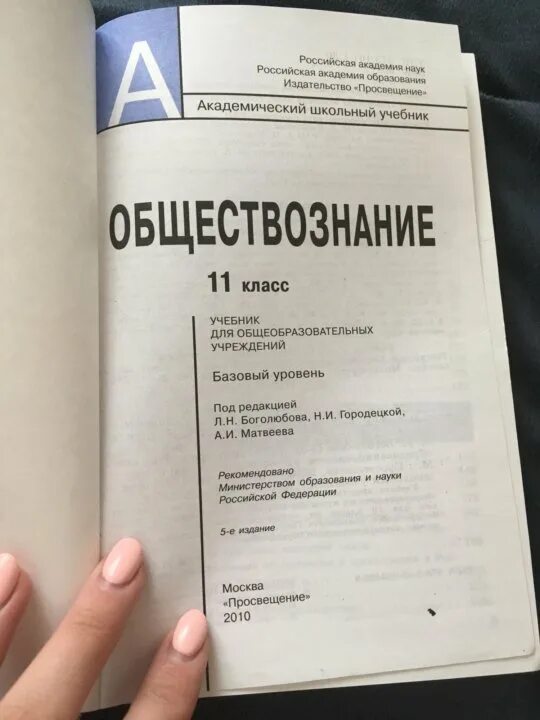 А
Российская академия наук
Российская академия образования
Издательство «Просвещение»
Академический школьный учебник
ОБЩЕСТВОЗНАНИЕ
11 класс
УЧЕБНИК
ДЛЯ ОБЩЕОБРАЗОВАТЕЛЬНЫХ
УЧРЕЖДЕНИЙ
Базовый уровень
Под редакцией
Л.Н. Боголюбова, Н.И. Городецкой,
А.И. Матвеева
Рекомендовано
Министерством образования и науки
Российской Федерации
5-е издание
Москва
«Просвещение»
2010